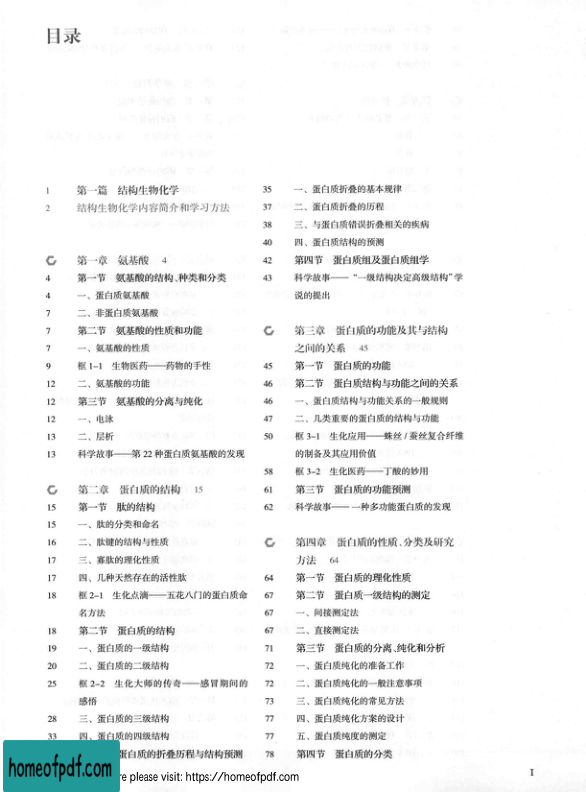 目录
1 第一篇 结构生物化学
2 结构生物化学内容简介和学习方法
第一章 氨基酸 4
4 第一节 氨基酸的结构、种类和分类
4 一、蛋白质氨基酸
7 二、非蛋白质氨基酸
7 第二节 氨基酸的性质和功能
7 一、氨基酸的性质
9 框1-1 生物医药——药物的手性
12 二、氨基酸的功能
12 第三节 氨基酸的分离与纯化
12 一、电泳
13 二、层析
13 科学故事——第22种蛋白质氨基酸的发现
第二章 蛋白质的结构 15
15 第一节 肽的结构
15 一、肽的分类和命名
16 二、肽键的结构与性质
17 三、寡肽的理化性质
17 四、几种天然存在的活性肽
18 框2-1 生化点滴——五花八门的蛋白质命
名方法
18 第二节 蛋白质的结构
19 一、蛋白质的一级结构
20 二、蛋白质的二级结构
25 框2-2 生化大师的传奇——感冒期间的
感悟
28 三、蛋白质的三级结构
33 四、蛋白质的四级结构
蛋白质的折叠历程与结构预测
35 一、蛋白质折叠的基本规律
37 二、蛋白质折叠的历程
38 三、与蛋白质错误折叠相关的疾病
40 四、蛋白质结构的预测
42 第四节 蛋白质组及蛋白质组学
43 科学故事——“一级结构决定高级结构”学
说的提出
第三章 蛋白质的功能及其与结构
之间的关系 45
45 第一节 蛋白质的功能
46 第二节 蛋白质结构与功能之间的关系
46 一、蛋白质结构与功能关系的一般规则
47 二、几类重要的蛋白质的结构与功能
50 框3-1 生化应用——蛛丝/蚕丝复合纤维
的制备及其应用价值
58 框3-2 生化医药——丁酸的妙用
61 第三节 蛋白质的功能预测
62 科学故事——一种多功能蛋白质的发现
第四章 蛋白质的性质、分类及研究
方法 64
64 第一节 蛋白质的理化性质
67 第二节 蛋白质一级结构的测定
67 一、间接测定法
67 二、直接测定法
71 第三节 蛋白质的分离、纯化和分析
72 一、蛋白质纯化的准备工作
72 二、蛋白质纯化的一般注意事项
73 三、蛋白质纯化的常见方法
77 四、蛋白质纯化方案的设计
77 五、蛋白质纯度的测定
78 第四节 蛋白质的分类
I
homeofpdf.com
re please visit: https://homeofpdf.com